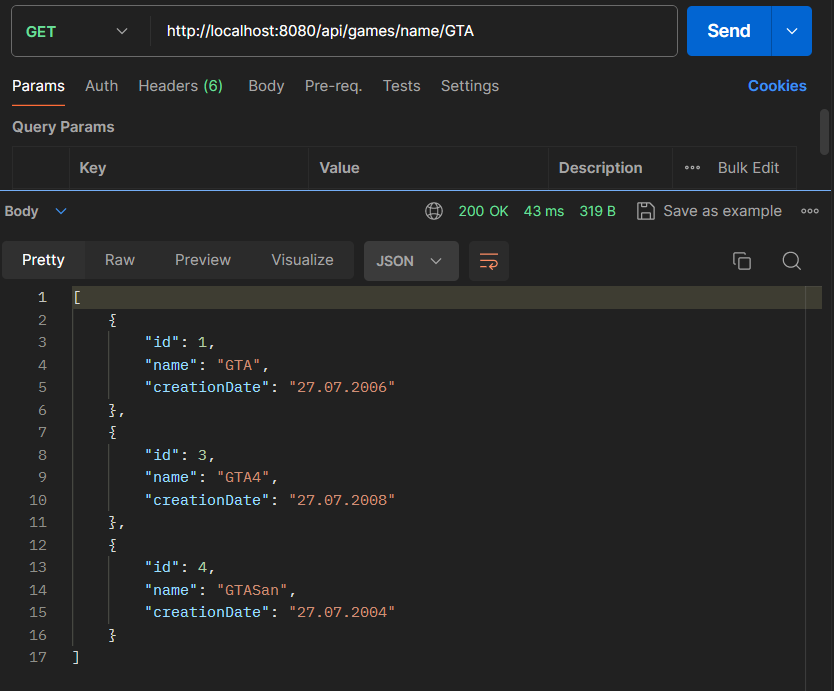 GET http://localhost:8080/api/games/name/GTA Send
Params Auth Headers (6) Body Pre-req. Tests Settings Cookies
Query Params
Key Value Description Bulk Edit
Body 200 OK 43 ms 319 B Save as example
Pretty Raw Preview Visualize JSON
1 [
2 {
3 "id": 1,
4 "name": "GTA",
5 "creationDate": "27.07.2006"
6 },
7 {
8 "id": 3,
9 "name": "GTA4",
10 "creationDate": "27.07.2008"
11 },
12 {
13 "id": 4,
14 "name": "GTASan",
15 "creationDate": "27.07.2004"
16 }
17 ]